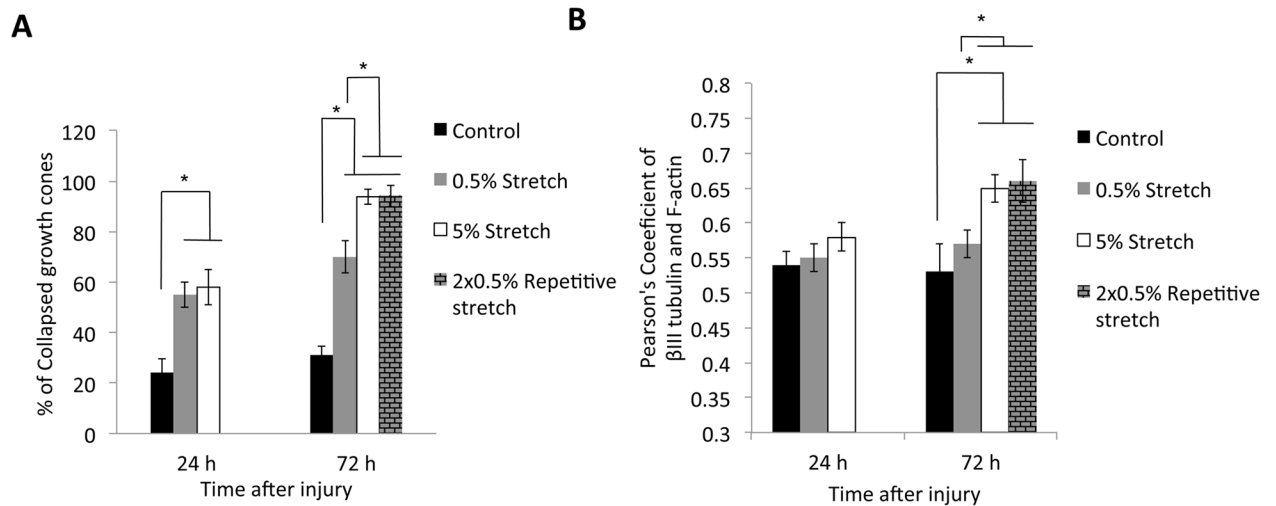 A
% of Collapsed growth cones
120
100
80
60
40
20
0
*
*
*
24 h
72 h
Time after injury
Control
0.5% Stretch
5% Stretch
2x0.5% Repetitive
stretch
B
Pearson's Coeeficient of
βIII tubulin and F-actin
0.8
0.75
0.7
0.65
0.6
0.55
0.5
0.45
0.4
0.35
0.3
*
*
24 h
72 h
Time after injury
Control
0.5% Stretch
5% Stretch
2x0.5% Repetitive
stretch